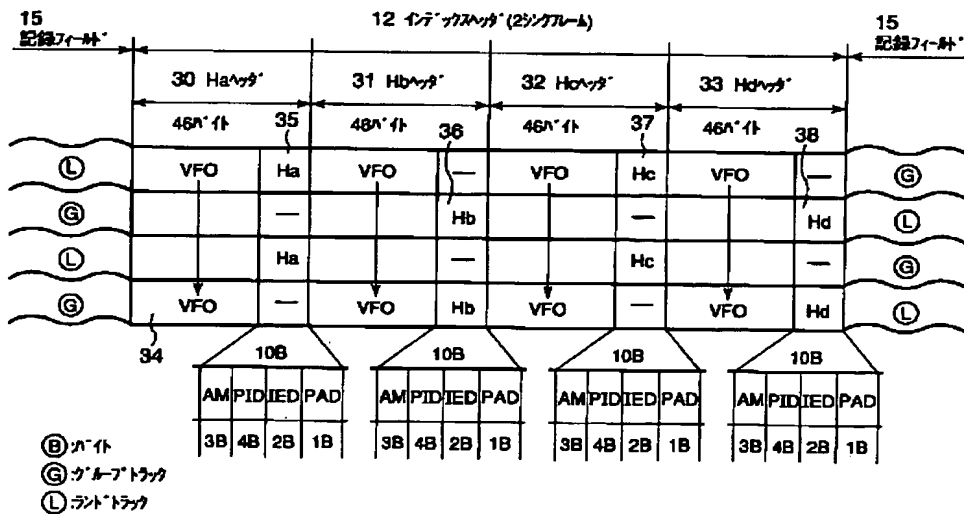 15 記録フィールド 12 インデックスヘッダ(2シンクフレーム) 15 記録フィールド
30 Haヘッダ 31 Hbヘッダ 32 Hcヘッダ 33 Hdヘッダ
46バイト 35 46バイト 36 46バイト 37 46バイト 38
Ⓛ VFO Ha VFO — VFO Hc VFO — Ⓖ
Ⓖ — Hb — Hd Ⓛ
Ⓛ Ha — Hc — Ⓖ
Ⓖ VFO — VFO Hb VFO — VFO Hd Ⓛ
34 10B 10B 10B 10B
AM PID IED PAD AM PID IED PAD AM PID IED PAD AM PID IED PAD
3B 4B 2B 1B 3B 4B 2B 1B 3B 4B 2B 1B 3B 4B 2B 1B
Ⓑ:バイト
Ⓖ:グルーブトラック
Ⓛ:ランドトラック